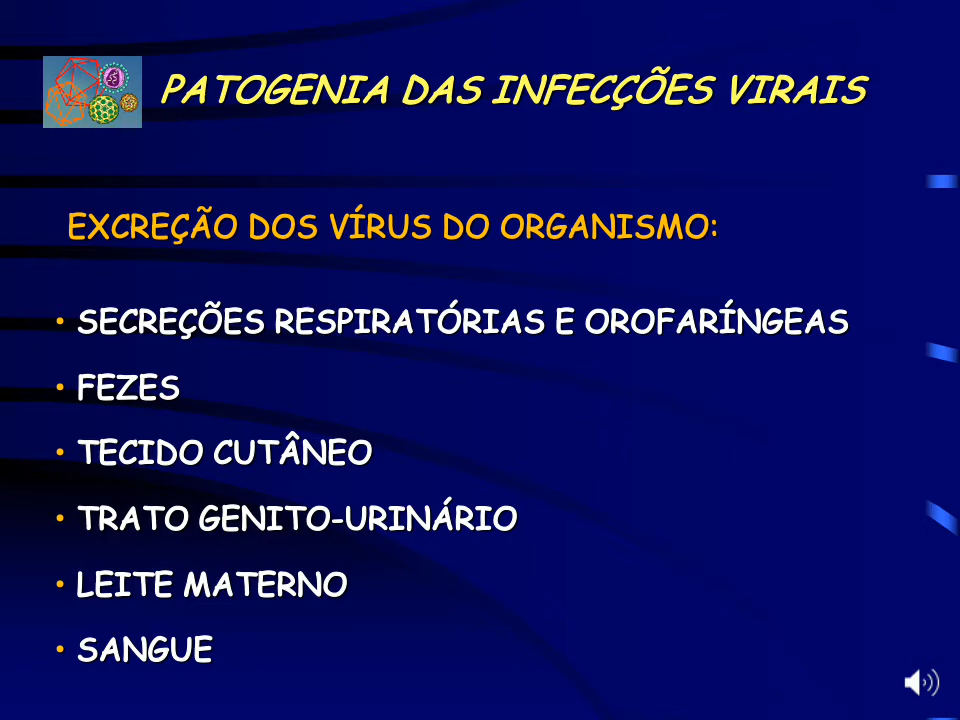 PATOGENIA DAS INFECÇÕES VIRAIS
EXCREÇÃO DOS VÍRUS DO ORGANISMO:
• SECREÇÕES RESPIRATÓRIAS E OROFARÍNGEAS
• FEZES
• TECIDO CUTÂNEO
• TRATO GENITO-URINÁRIO
• LEITE MATERNO
• SANGUE